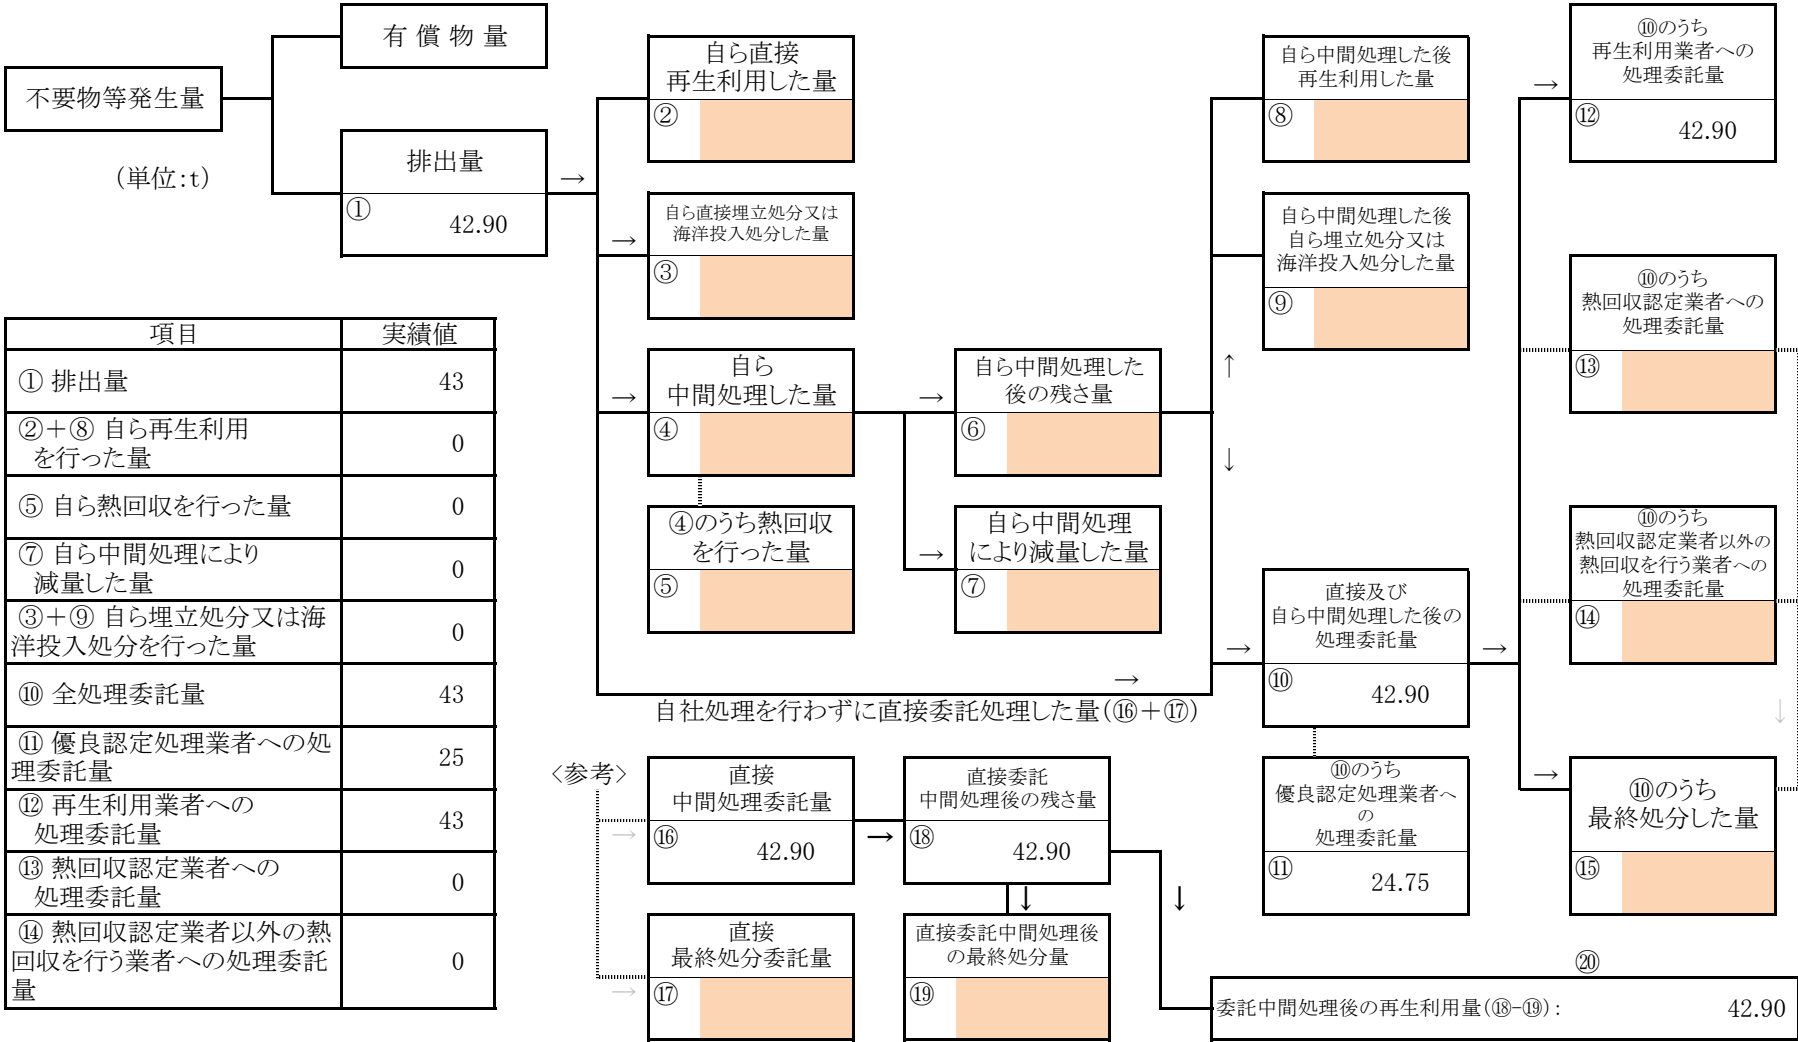 有 償 物 量
不要物等発生量
(単位:t)
排出量
①
42.90
→
自ら直接
再生利用した量
②
→
自ら直接埋立処分又は
海洋投入処分した量
③
→
自ら
中間処理した量
④
④のうち熱回収
を行った量
⑤
→
自ら中間処理した
後の残さ量
⑥
→
自ら中間処理
により減量した量
⑦
自ら中間処理した後
再生利用した量
⑧
自ら中間処理した後
自ら埋立処分又は
海洋投入処分した量
⑨
↑
↓
→
→
自社処理を行わずに直接委託処理した量(⑯+⑰)
直接及び
自ら中間処理した後の
処理委託量
⑩
42.90
⑩のうち
優良認定処理業者へ
の
処理委託量
⑪
24.75
→
→
⑩のうち
再生利用業者への
処理委託量
⑫
42.90
⑩のうち
熱回収認定業者への
処理委託量
⑬
⑩のうち
熱回収認定業者以外の
熱回収を行う業者への
処理委託量
⑭
↓
→
⑩のうち
最終処分した量
⑮
項目 実績値
① 排出量 43
②+⑧ 自ら再生利用
を行った量 0
⑤ 自ら熱回収を行った量 0
⑦ 自ら中間処理により
減量した量 0
③+⑨ 自ら埋立処分又は海
洋投入処分を行った量 0
⑩ 全処理委託量 43
⑪ 優良認定処理業者への処
理委託量 25
⑫ 再生利用業者への
処理委託量 43
⑬ 熱回収認定業者への
処理委託量 0
⑭ 熱回収認定業者以外の熱
回収を行う業者への処理委託
量 0
<参考>
→
直接
中間処理委託量
⑯
42.90
→
直接委託
中間処理後の残さ量
⑱
42.90
↓
↓
→
直接
最終処分委託量
⑰
直接委託中間処理後
の最終処分量
⑲
⑳
委託中間処理後の再生利用量(⑱-⑲): 42.90